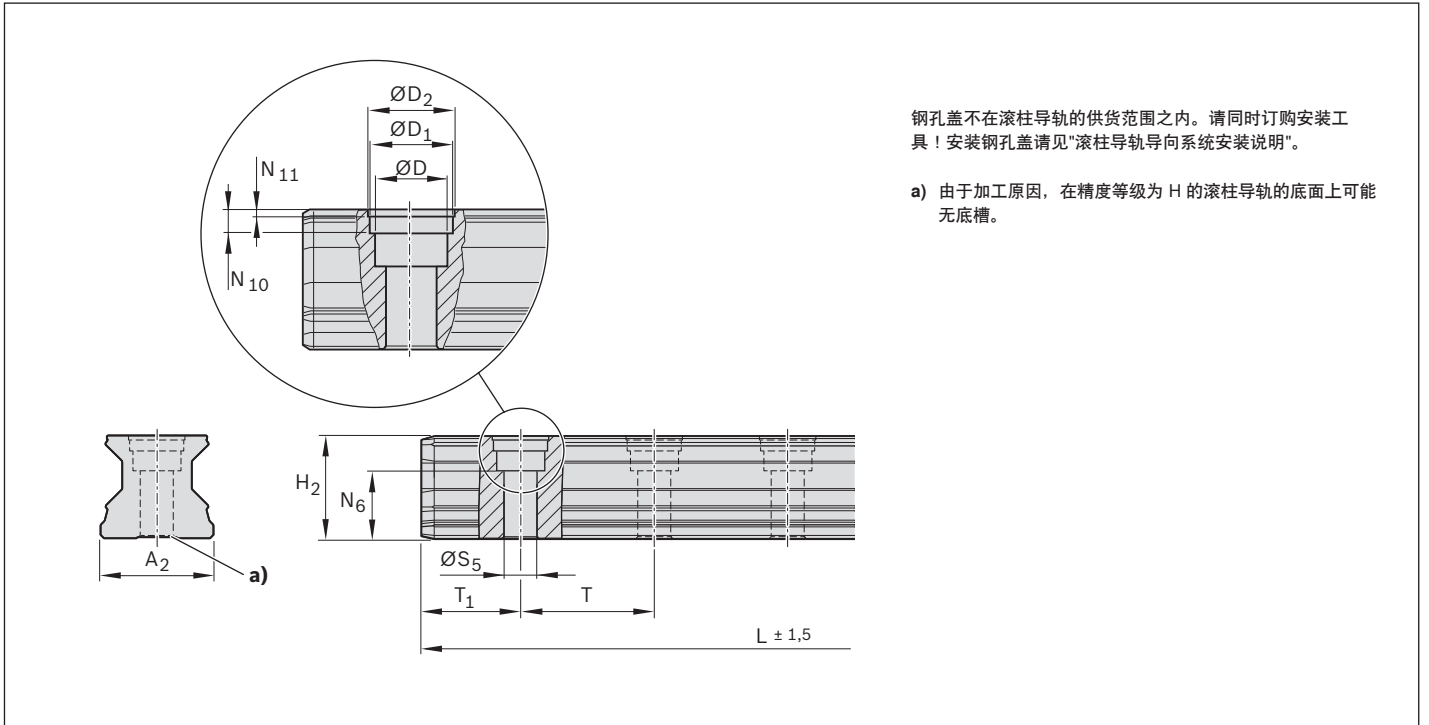 ØD2
ØD1
ØD
N 11
N 10
钢孔盖不在滚柱导轨的供货范围之内。请同时订购安装工
具！安装钢孔盖请见"滚柱导轨导向系统安装说明"。
a) 由于加工原因，在精度等级为 H 的滚柱导轨的底面上可能
无底槽。
H2
N6
A2
a)
ØS5
T1
T
L ± 1,5